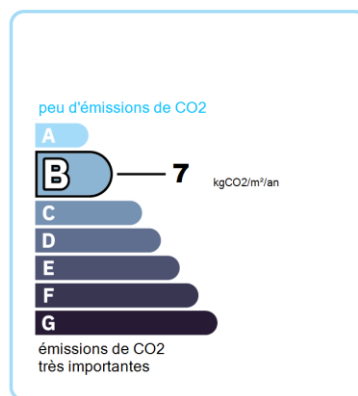 peu d'émissions de CO2
A
B 7 kgCO2/m²/an
C
D
E
F
G
émissions de CO2
très importantes